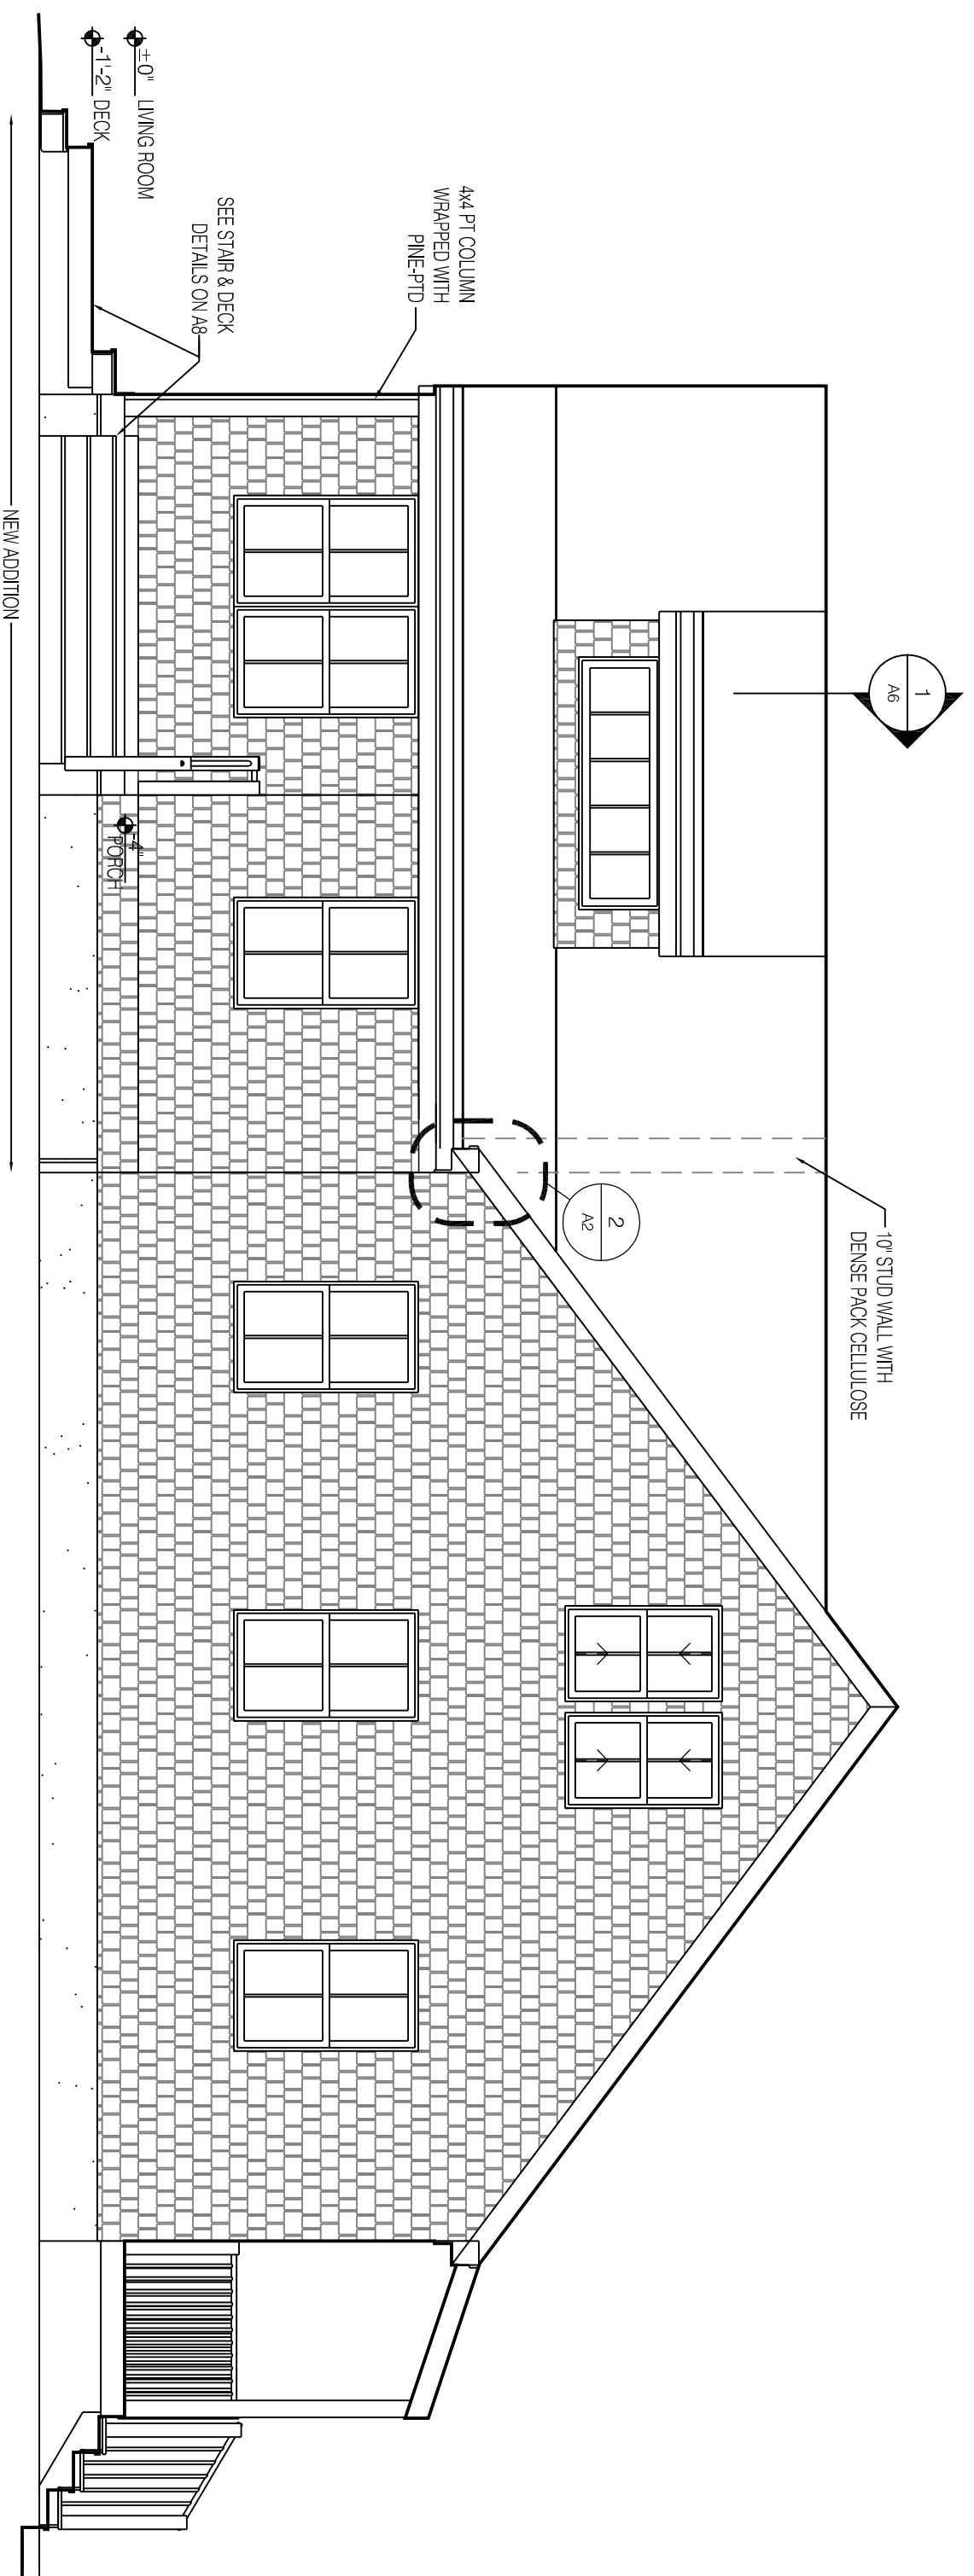 1
A6
10" STUD WALL WITH
DENSE PACK CELLULOSE
2
A2
4x4 PT COLUMN
WRAPPED WITH
PINE-PTD
SEE STAIR & DECK
DETAILS ON A8
±0" LIVING ROOM
-1'-2" DECK
-4"
PORCH
NEW ADDITION